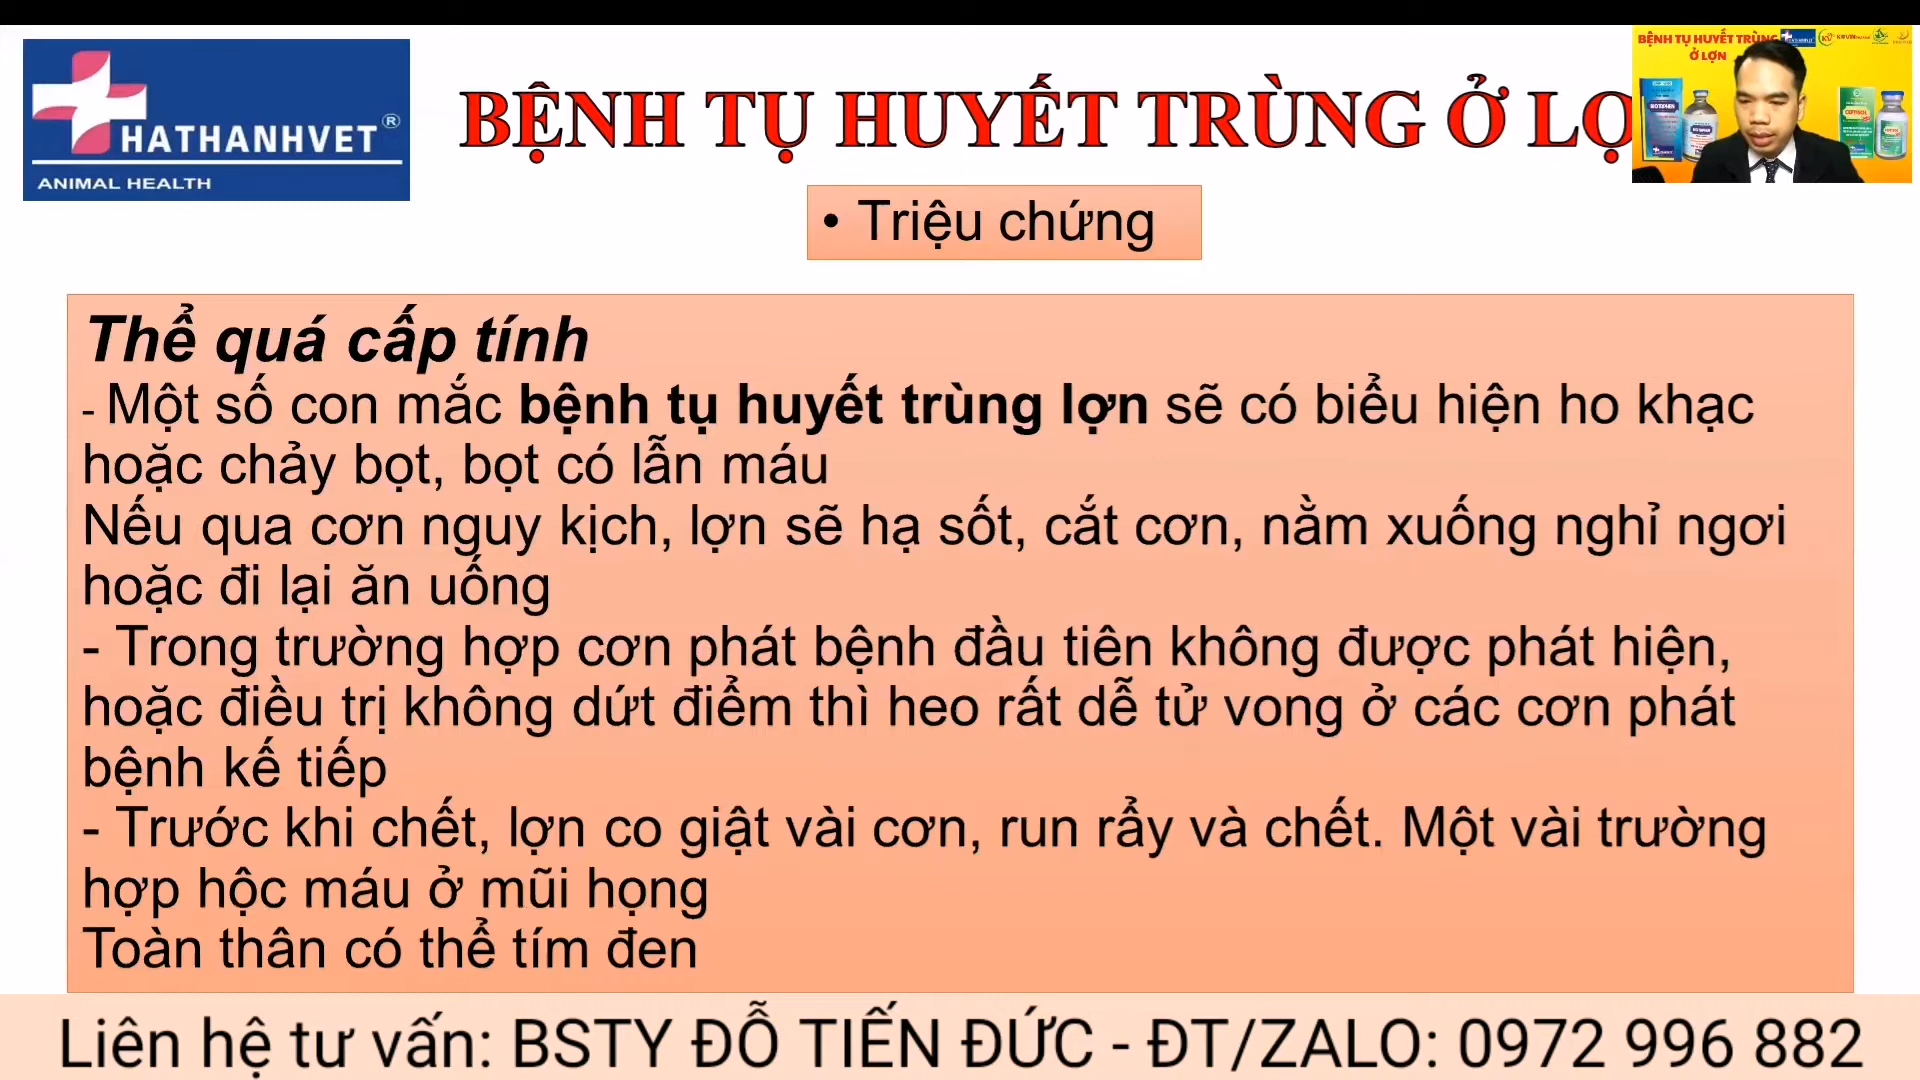 HATHANHVET ®
ANIMAL HEALTH
BỆNH TỤ HUYẾT TRÙNG Ở LỢ
BỆNH TỤ HUYẾT TRÙNG
Ở LỢN
• Triệu chứng
Thể quá cấp tính
- Một số con mắc bệnh tụ huyết trùng lợn sẽ có biểu hiện ho khạc
hoặc chảy bọt, bọt có lẫn máu
Nếu qua cơn nguy kịch, lợn sẽ hạ sốt, cắt cơn, nằm xuống nghỉ ngơi
hoặc đi lại ăn uống
- Trong trường hợp cơn phát bệnh đầu tiên không được phát hiện,
hoặc điều trị không dứt điểm thì heo rất dễ tử vong ở các cơn phát
bệnh kế tiếp
- Trước khi chết, lợn co giật vài cơn, run rẩy và chết. Một vài trường
hợp hộc máu ở mũi họng
Toàn thân có thể tím đen
Liên hệ tư vấn: BSTY ĐỖ TIẾN ĐỨC - ĐT/ZALO: 0972 996 882